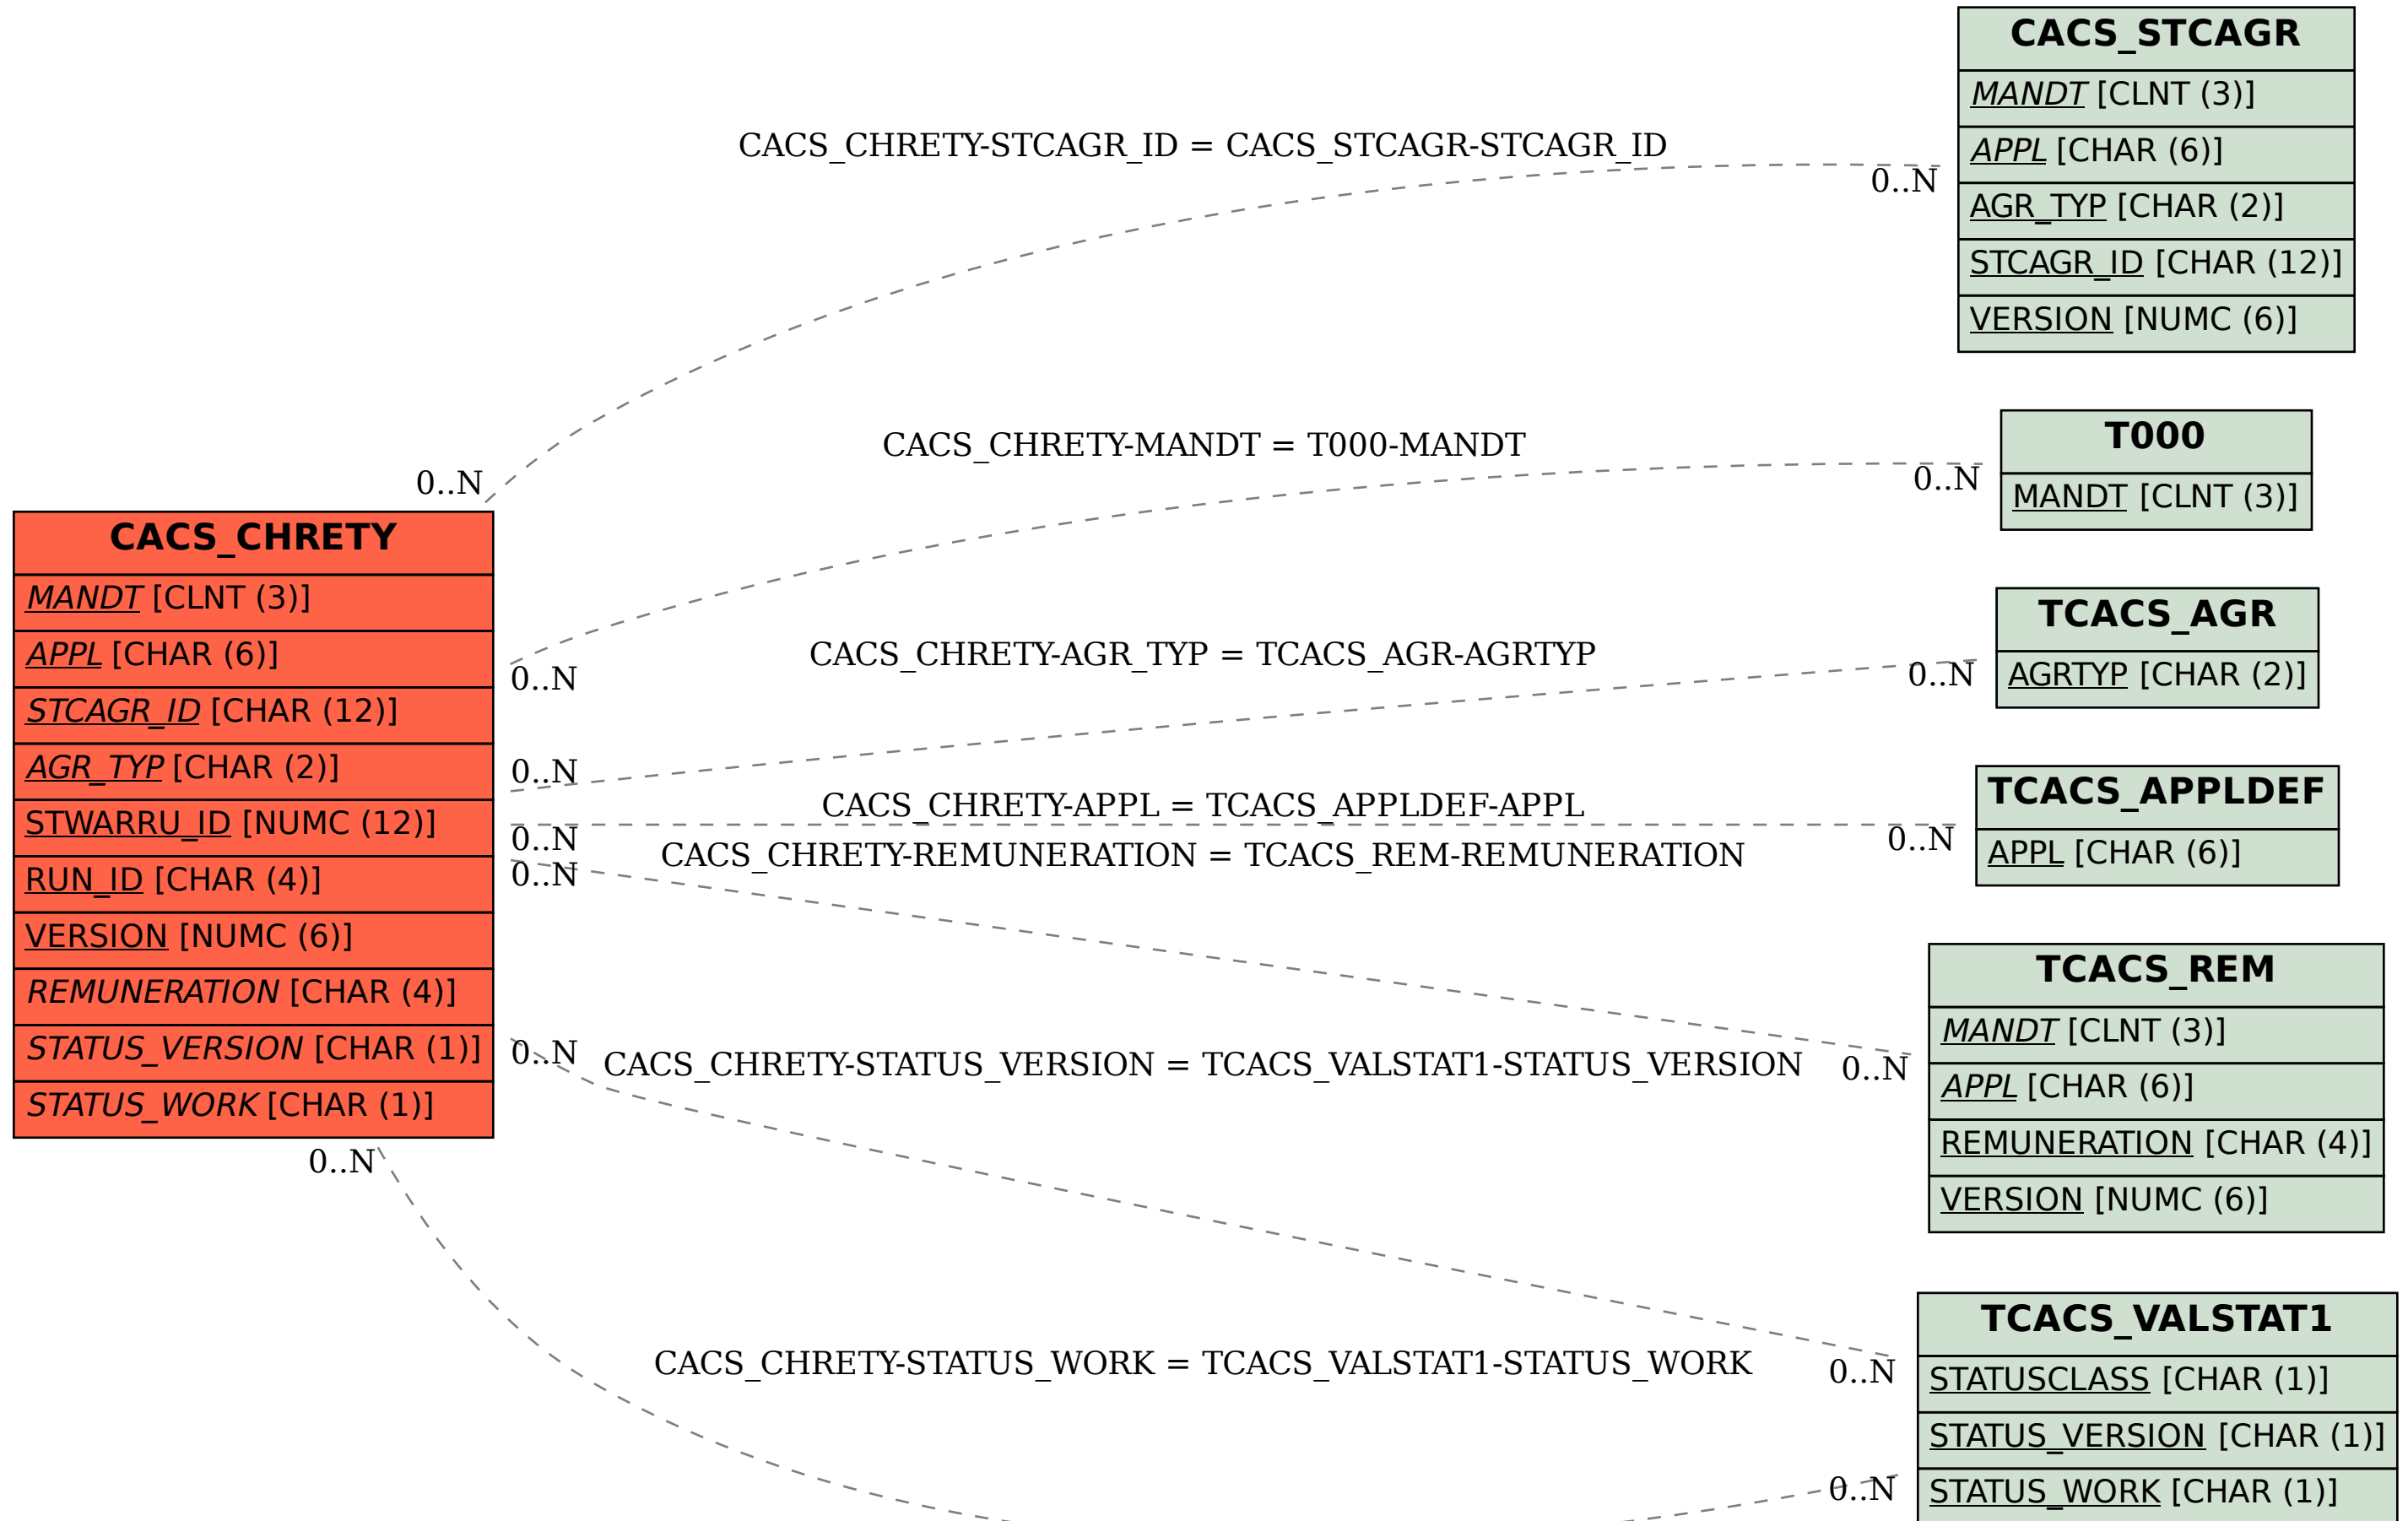 CACS_STCAGR
MANDT [CLNT (3)]
APPL [CHAR (6)]
AGR_TYP [CHAR (2)]
STCAGR_ID [CHAR (12)]
VERSION [NUMC (6)]
CACS_CHRETY-STCAGR_ID = CACS_STCAGR-STCAGR_ID
0..N
0..N
CACS_CHRETY-MANDT = T000-MANDT
0..N
0..N
T000
MANDT [CLNT (3)]
CACS_CHRETY
MANDT [CLNT (3)]
APPL [CHAR (6)]
STCAGR_ID [CHAR (12)]
AGR_TYP [CHAR (2)]
STWARRU_ID [NUMC (12)]
RUN_ID [CHAR (4)]
VERSION [NUMC (6)]
REMUNERATION [CHAR (4)]
STATUS_VERSION [CHAR (1)]
STATUS_WORK [CHAR (1)]
CACS_CHRETY-AGR_TYP = TCACS_AGR-AGRTYP
0..N
0..N
TCACS_AGR
AGRTYP [CHAR (2)]
CACS_CHRETY-APPL = TCACS_APPLDEF-APPL
0..N
0..N
TCACS_APPLDEF
APPL [CHAR (6)]
CACS_CHRETY-REMUNERATION = TCACS_REM-REMUNERATION
0..N
0..N
TCACS_REM
MANDT [CLNT (3)]
APPL [CHAR (6)]
REMUNERATION [CHAR (4)]
VERSION [NUMC (6)]
CACS_CHRETY-STATUS_VERSION = TCACS_VALSTAT1-STATUS_VERSION
0..N
0..N
CACS_CHRETY-STATUS_WORK = TCACS_VALSTAT1-STATUS_WORK
0..N
0..N
TCACS_VALSTAT1
STATUSCLASS [CHAR (1)]
STATUS_VERSION [CHAR (1)]
STATUS_WORK [CHAR (1)]